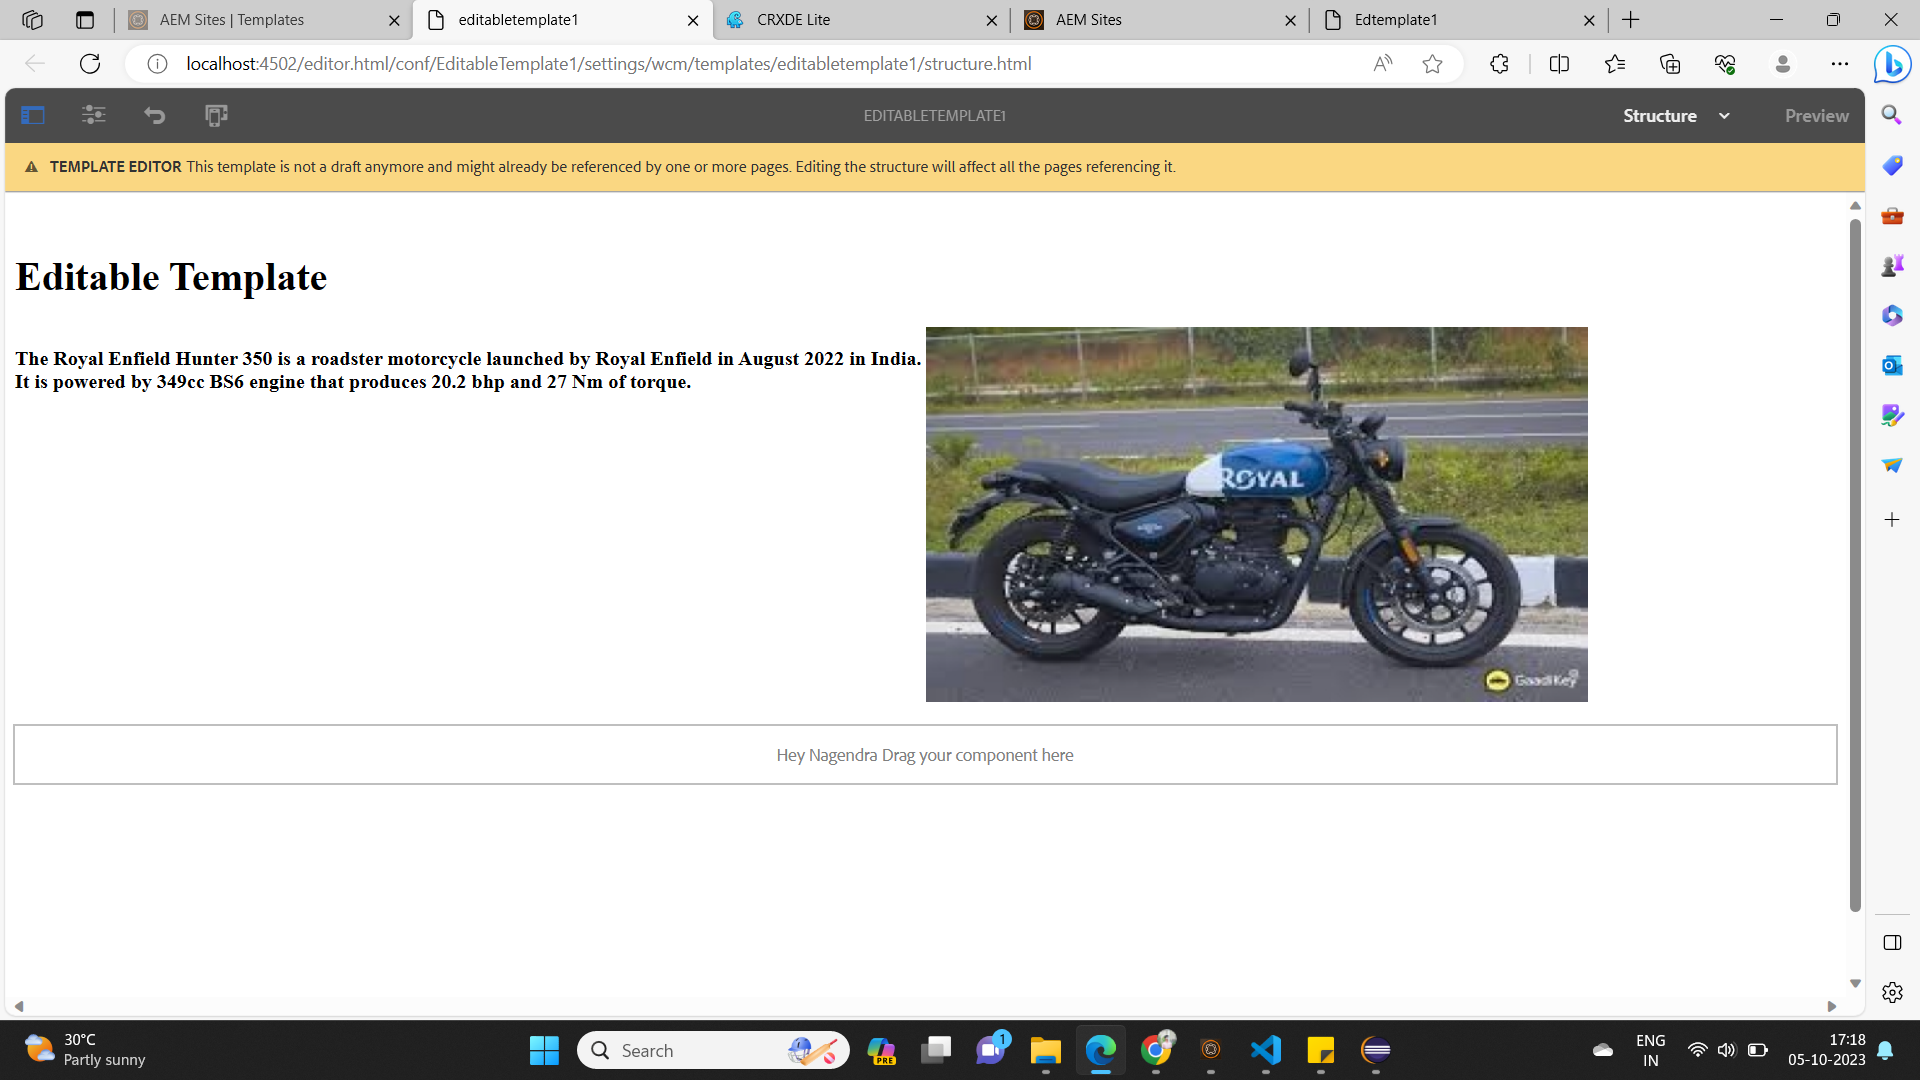 AEM Sites | Templates
editabletemplate1
CRXDE Lite
AEM Sites
Edtemplate1
localhost:4502/editor.html/conf/EditableTemplate1/settings/wcm/templates/editabletemplate1/structure.html
EDITABLETEMPLATE1
Structure
Preview
TEMPLATE EDITOR This template is not a draft anymore and might already be referenced by one or more pages. Editing the structure will affect all the pages referencing it.
Editable Template
The Royal Enfield Hunter 350 is a roadster motorcycle launched by Royal Enfield in August 2022 in India.
It is powered by 349cc BS6 engine that produces 20.2 bhp and 27 Nm of torque.
ROYAL
GaadiKey
Hey Nagendra Drag your component here
30°C
Partly sunny
Search
PRE
1
ENG
IN
17:18
05-10-2023